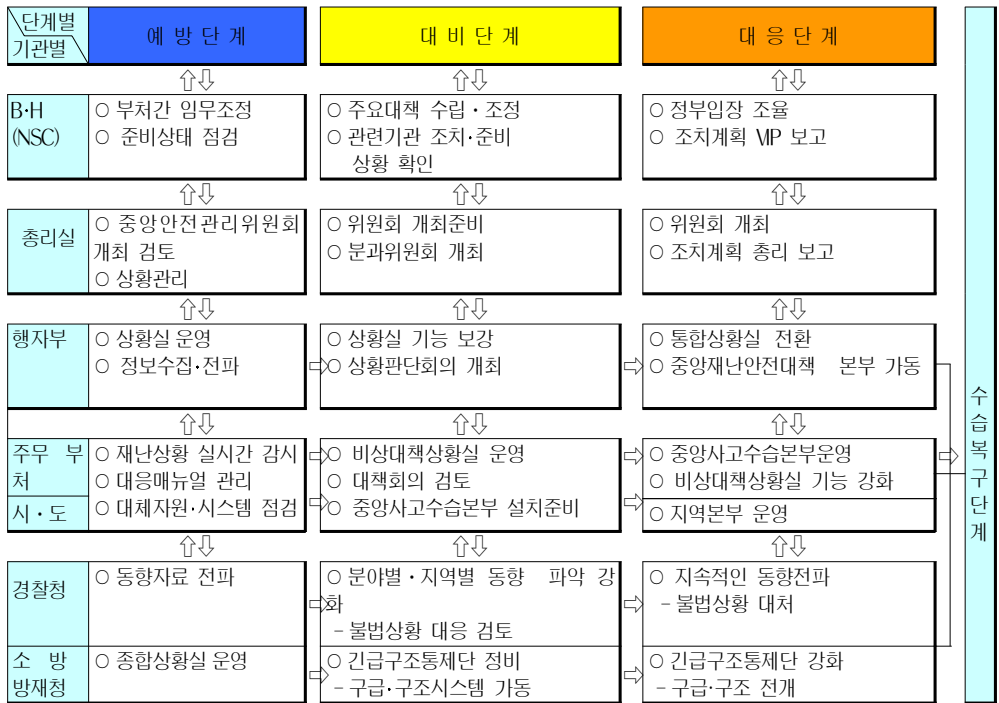 단계별
기관별
예 방 단 계
대 비 단 계
대 응 단 계
⇧⇩ ⇧⇩ ⇧⇩
B·H
(NSC)
○ 부처간 임무조정
○ 준비상태 점검
○ 주요대책 수립·조정
○ 관련기관 조치·준비
상황 확인
○ 정부입장 조율
○ 조치계획 VIP 보고
⇧⇩ ⇧⇩ ⇧⇩
총리실
○ 중앙안전관리위원회
개최 검토
○ 상황관리
○ 위원회 개최준비
○ 분과위원회 개최
○ 위원회 개최
○ 조치계획 총리 보고
⇧⇩ ⇧⇩ ⇧⇩
행자부
○ 상황실 운영
○ 정보수집·전파
○ 상황실 기능 보강
⇨○ 상황판단회의 개최
○ 통합상황실 전환
⇨○ 중앙재난안전대책 본부 가동
⇧⇩ ⇧⇩ ⇧⇩
주무 부
처
시·도
○ 재난상황 실시간 감시
○ 대응매뉴얼 관리
○ 대체자원·시스템 점검
⇨○ 비상대책상황실 운영
○ 대책회의 검토
⇨○ 중앙사고수습본부 설치준비
⇨○ 중앙사고수습본부운영
○ 비상대책상황실 기능 강화
⇨○ 지역본부 운영
⇧⇩ ⇧⇩ ⇧⇩
경찰청
○ 동향자료 전파
○ 분야별·지역별 동향 파악 강
⇨화
－불법상황 대응 검토
○ 지속적인 동향전파
⇨－불법상황 대처
소 방
방재청
○ 종합상황실 운영
○ 긴급구조통제단 정비
⇨－구급·구조시스템 가동
○ 긴급구조통제단 강화
⇨－구급·구조 전개
⇨
수
습
복
구
단
계